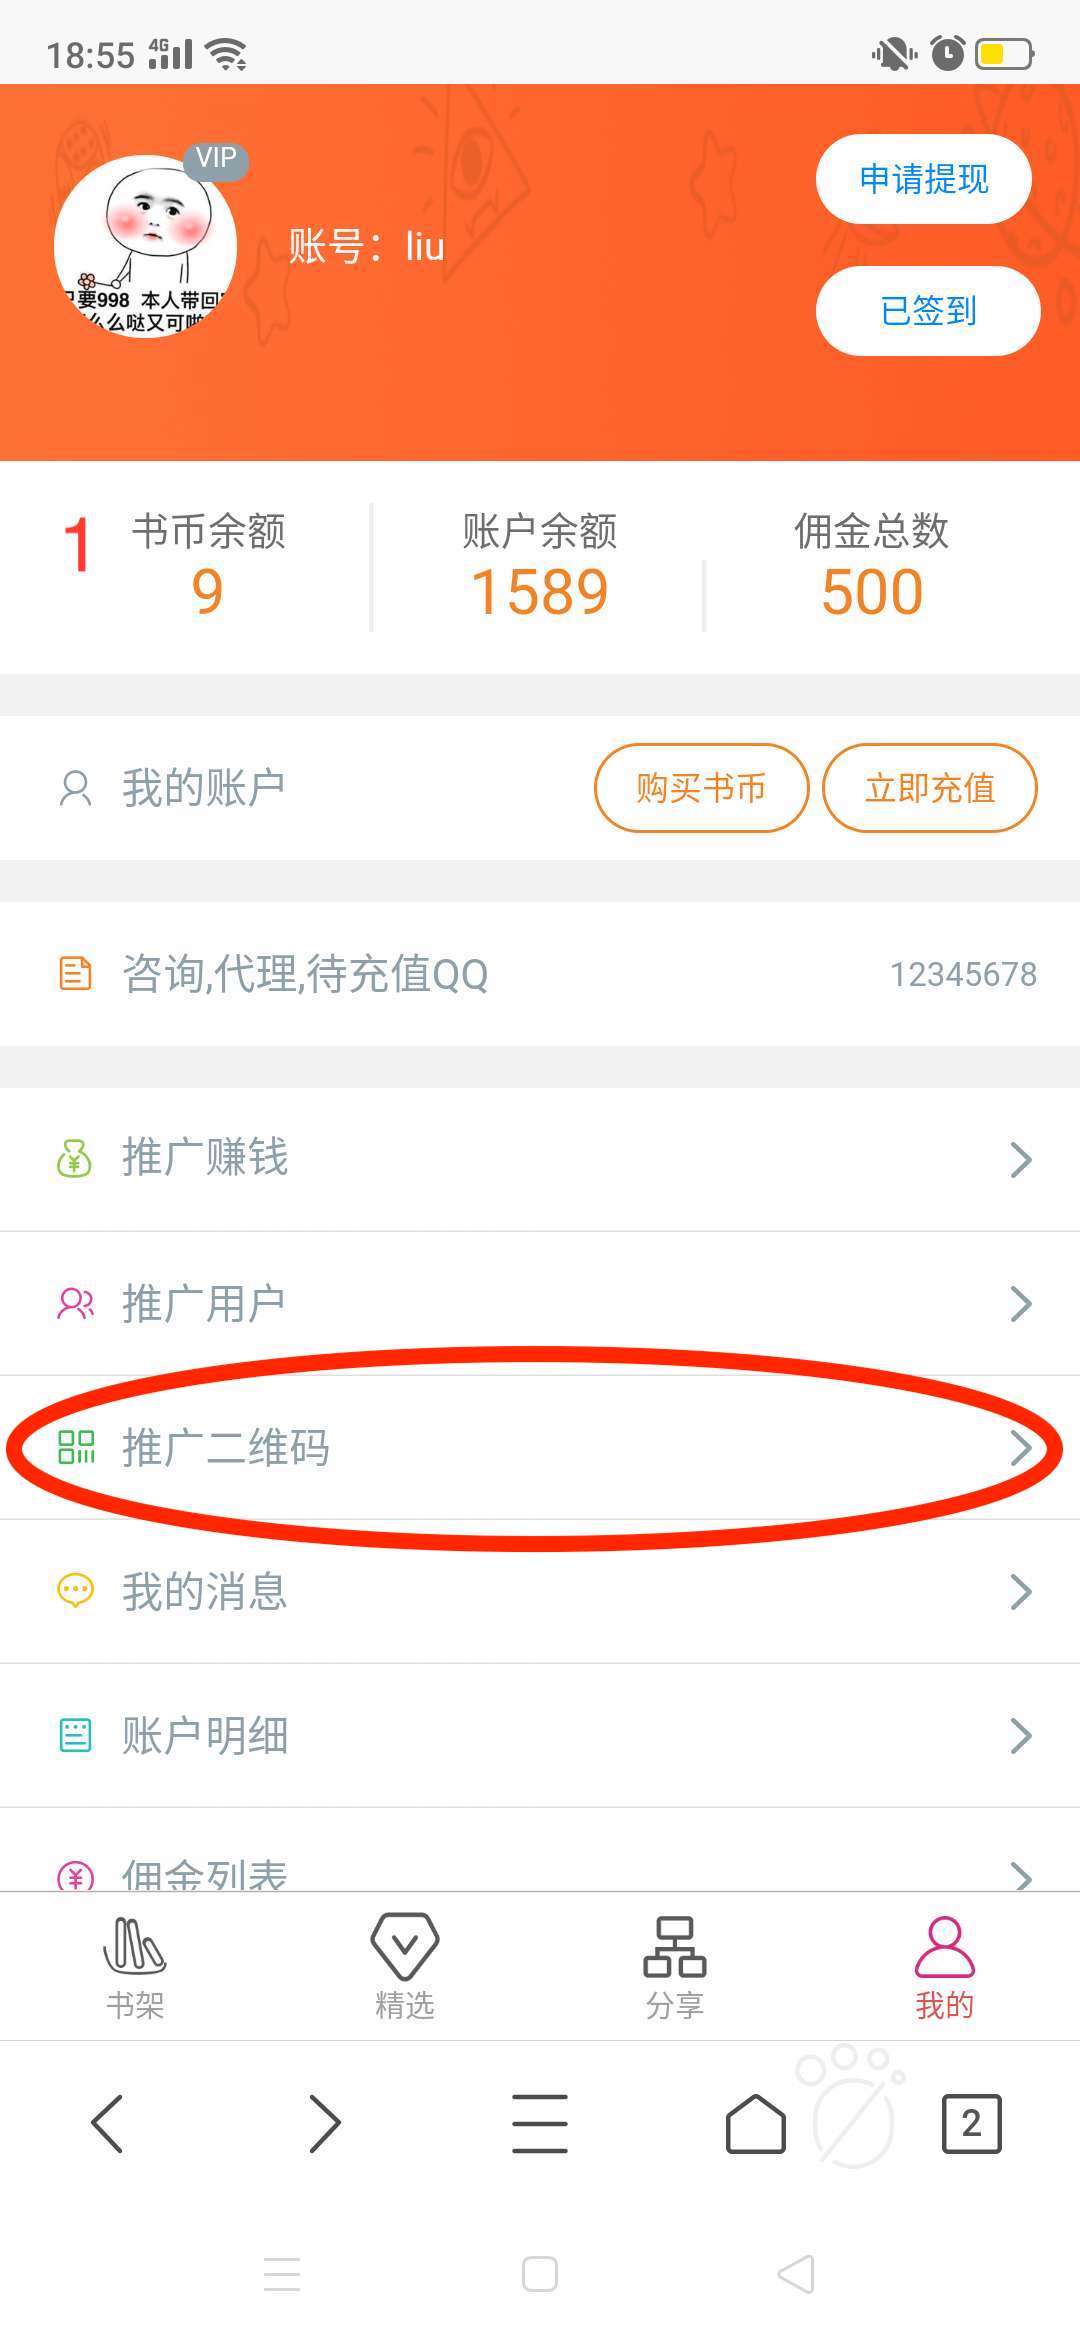 18:55 4G
VIP
账号：liu
申请提现
已签到
要998 本人带回
么么哒又可啪
1
书币余额
账户余额
佣金总数
9
1589
500
我的账户
购买书币
立即充值
咨询,代理,待充值QQ
12345678
推广赚钱
推广用户
推广二维码
我的消息
账户明细
佣金列表
书架
精选
分享
我的
2